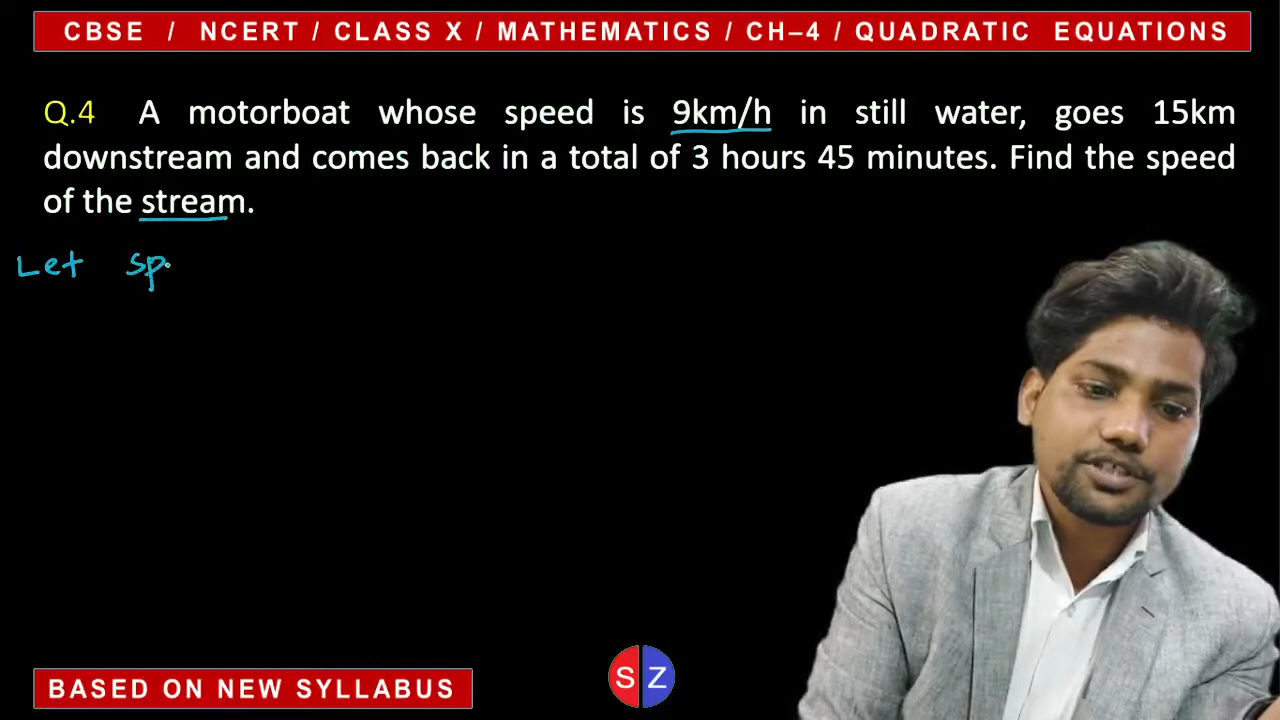 CBSE / NCERT / CLASS X / MATHEMATICS / CH–4 / QUADRATIC EQUATIONS
Q.4 A motorboat whose speed is 9km/h in still water, goes 15km
downstream and comes back in a total of 3 hours 45 minutes. Find the speed
of the stream.
Let sp
BASED ON NEW SYLLABUS
S Z